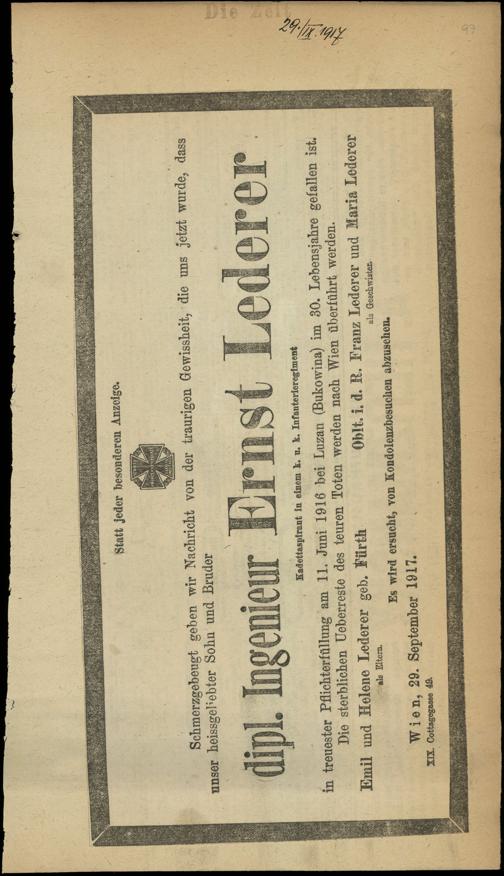 Die Zeit
29./IX. 1917
97
Statt jeder besonderen Anzeige.
Schmerzgebeugt geben wir Nachricht von der traurigen Gewissheit, die uns jetzt wurde, dass
unser heissgeliebter Sohn und Bruder
dipl. Ingenieur Ernst Lederer
Kadettaspirant in einem k. u. k. Infanterieregiment
in treuester Pflichterfüllung am 11. Juni 1916 bei Luzan (Bukowina) im 30. Lebensjahre gefallen ist.
Die sterblichen Ueberreste des teuren Toten werden nach Wien überführt werden.
Emil und Helene Lederer geb. Fürth
als Eltern.
Oblt. i. d. R. Franz Lederer und Maria Lederer
als Geschwister.
Es wird ersucht, von Kondolenzbesuchen abzusehen.
Wien, 29. September 1917.
XIX. Cottagegasse 49.